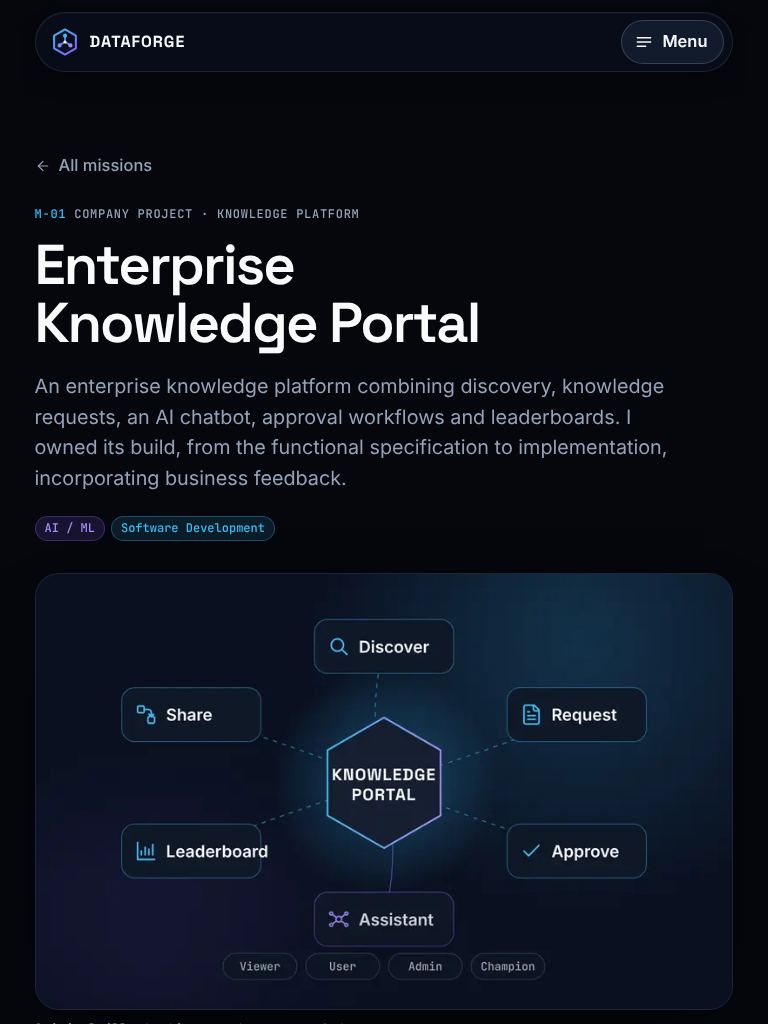 DATAFORGE
Menu
All missions
M-01 COMPANY PROJECT · KNOWLEDGE PLATFORM
Enterprise
Knowledge Portal
An enterprise knowledge platform combining discovery, knowledge
requests, an AI chatbot, approval workflows and leaderboards. I
owned its build, from the functional specification to implementation,
incorporating business feedback.
AI / ML
Software Development
Discover
Share
Request
KNOWLEDGE
PORTAL
Leaderboard
Approve
Assistant
Viewer
User
Admin
Champion